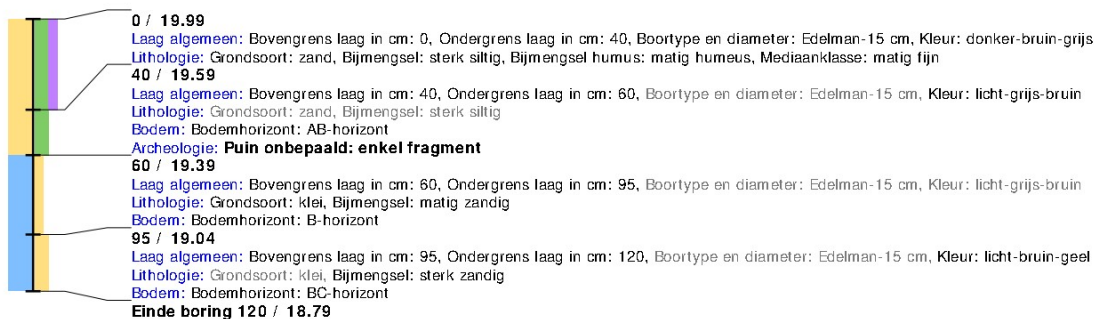 0 / 19.99
Laag algemeen: Bovengrens laag in cm: 0, Ondergrens laag in cm: 40, Boortype en diameter: Edelman-15 cm, Kleur: donker-bruin-grijs
Lithologie: Grondsoort: zand, Bijmengsel: sterk siltig, Bijmengsel humus: matig humeus, Mediaanklasse: matig fijn
40 / 19.59
Laag algemeen: Bovengrens laag in cm: 40, Ondergrens laag in cm: 60, Boortype en diameter: Edelman-15 cm, Kleur: licht-grijs-bruin
Lithologie: Grondsoort: zand, Bijmengsel: sterk siltig
Bodem: Bodemhorizont: AB-horizont
Archeologie: Puin onbepaald: enkel fragment
60 / 19.39
Laag algemeen: Bovengrens laag in cm: 60, Ondergrens laag in cm: 95, Boortype en diameter: Edelman-15 cm, Kleur: licht-grijs-bruin
Lithologie: Grondsoort: klei, Bijmengsel: matig zandig
Bodem: Bodemhorizont: B-horizont
95 / 19.04
Laag algemeen: Bovengrens laag in cm: 95, Ondergrens laag in cm: 120, Boortype en diameter: Edelman-15 cm, Kleur: licht-bruin-geel
Lithologie: Grondsoort: klei, Bijmengsel: sterk zandig
Bodem: Bodemhorizont: BC-horizont
Einde boring 120 / 18.79